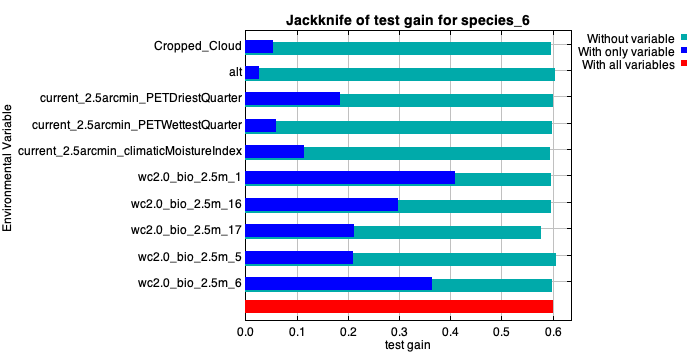 Jackknife of test gain for species_6
Without variable
With only variable
With all variables
Environmental Variable
Cropped_Cloud
alt
current_2.5arcmin_PETDriestQuarter
current_2.5arcmin_PETWettestQuarter
current_2.5arcmin_climaticMoistureIndex
wc2.0_bio_2.5m_1
wc2.0_bio_2.5m_16
wc2.0_bio_2.5m_17
wc2.0_bio_2.5m_5
wc2.0_bio_2.5m_6
0.0 0.1 0.2 0.3 0.4 0.5 0.6
test gain